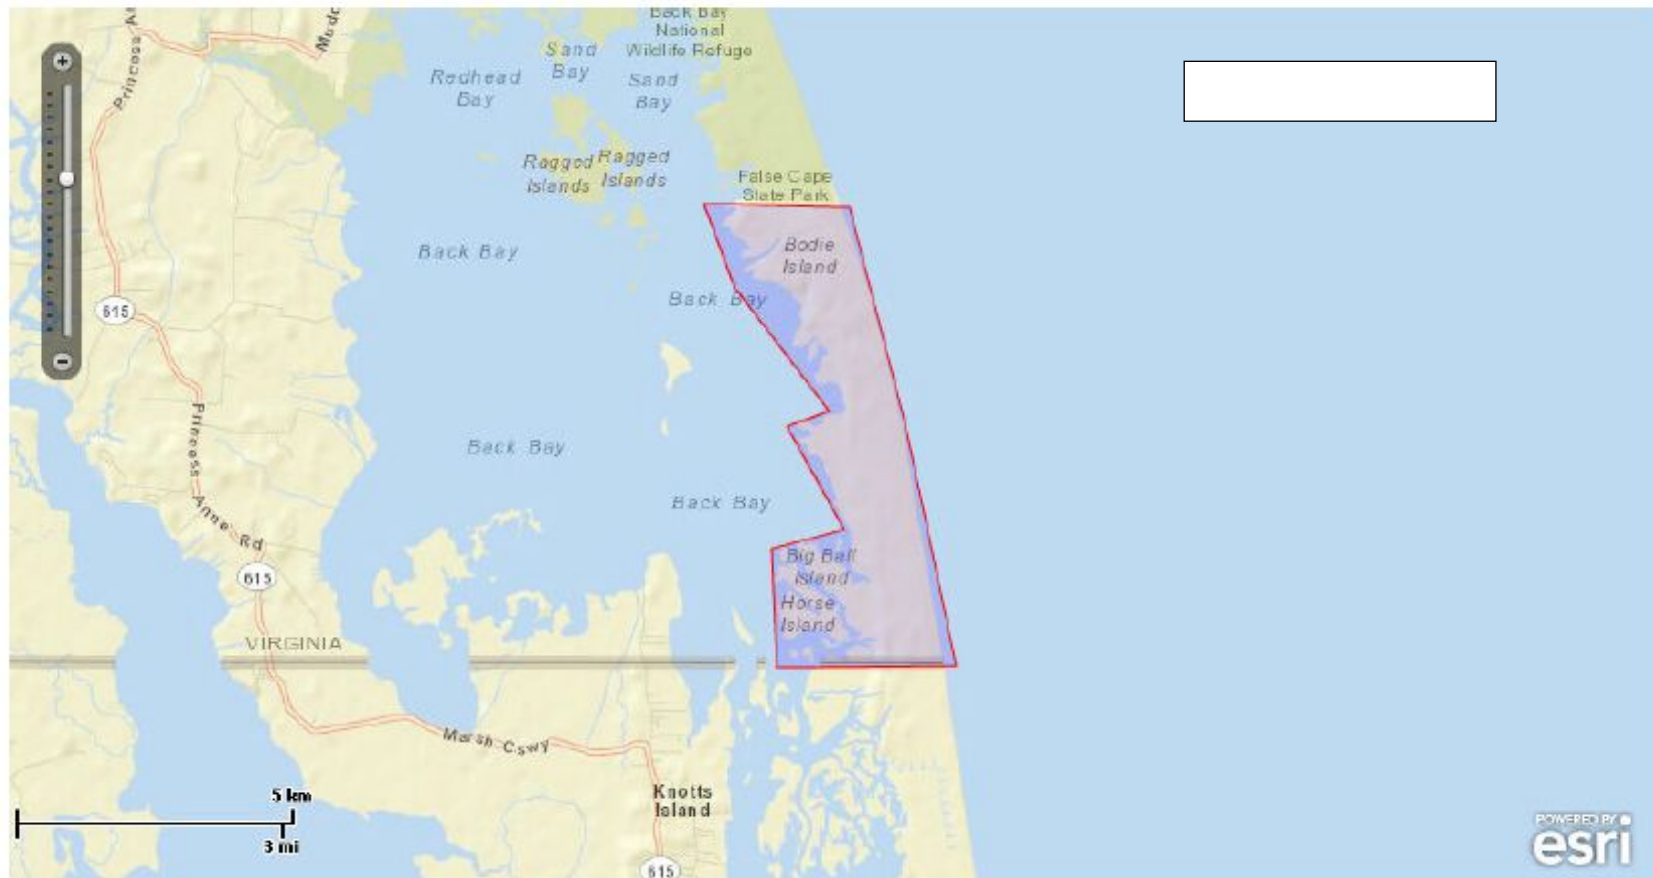 Princess A
Mudd
Back Bay
National
Wildlife Refuge
Sand
Bay
Redhead
Bay
Sand
Bay
Ragged
Islands
Ragged
Islands
False Cape
State Park
Back Bay
Bodie
Island
Back Bay
615
Back Bay
Princess Anne Rd
Back Bay
Big Ball
Island
615
Horse
Island
VIRGINIA
Marsh Cswy
Knotts
Island
5 km
3 mi
615
POWERED BY
esri